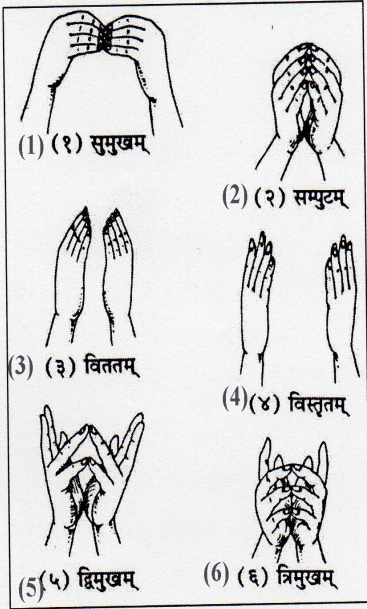 (1) (१) सुमुखम्
(2) (२) सम्पुटम्
(3) (३) विततम्
(4) (४) विस्तृतम्
(5) (५) द्विमुखम्
(6) (६) त्रिमुखम्